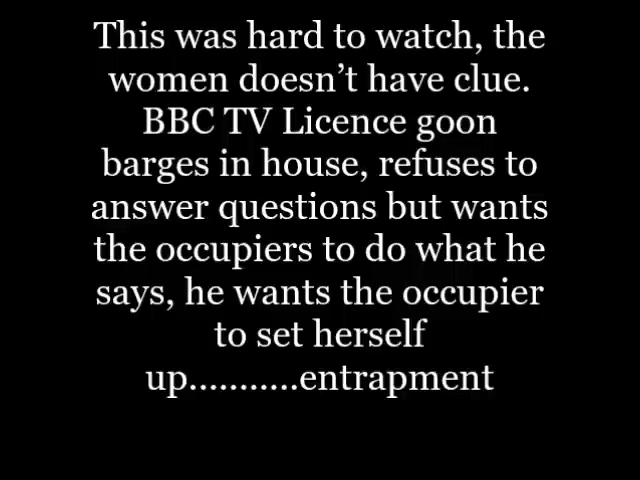 This was hard to watch, the
women doesn’t have clue.
BBC TV Licence goon
barges in house, refuses to
answer questions but wants
the occupiers to do what he
says, he wants the occupier
to set herself
up...........entrapment